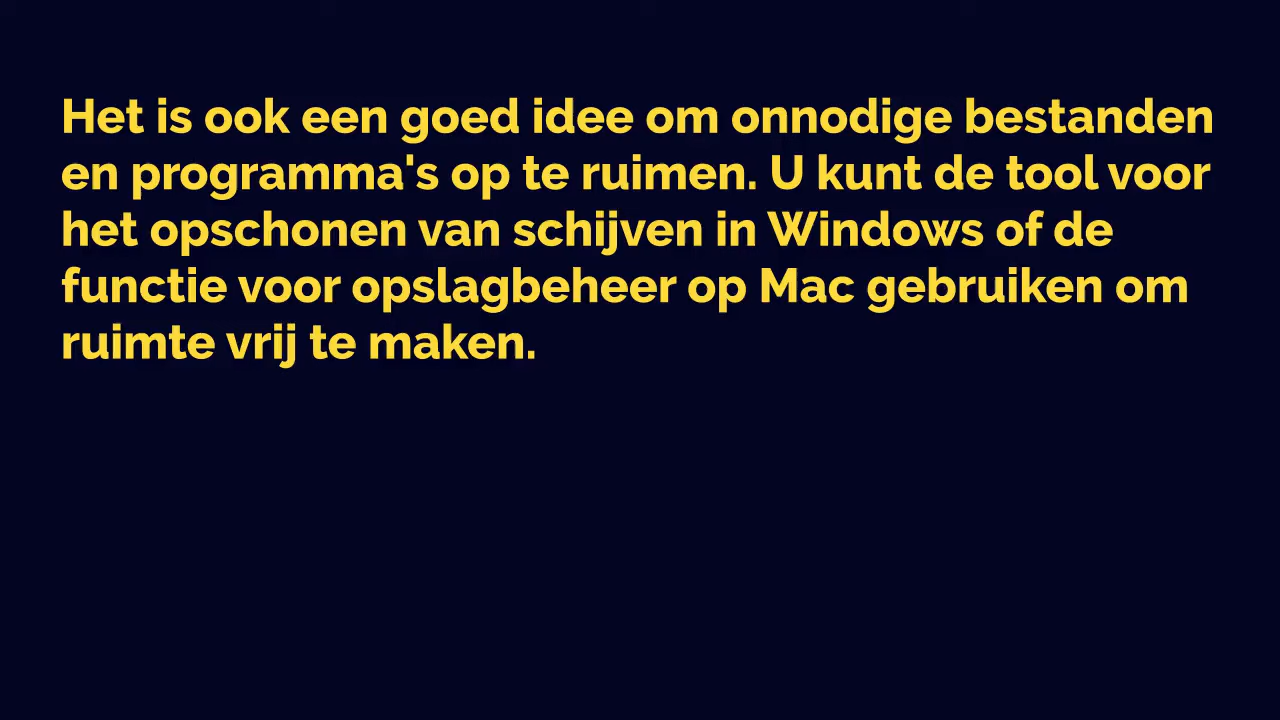 Het is ook een goed idee om onnodige bestanden
en programma's op te ruimen. U kunt de tool voor
het opschonen van schijven in Windows of de
functie voor opslagbeheer op Mac gebruiken om
ruimte vrij te maken.